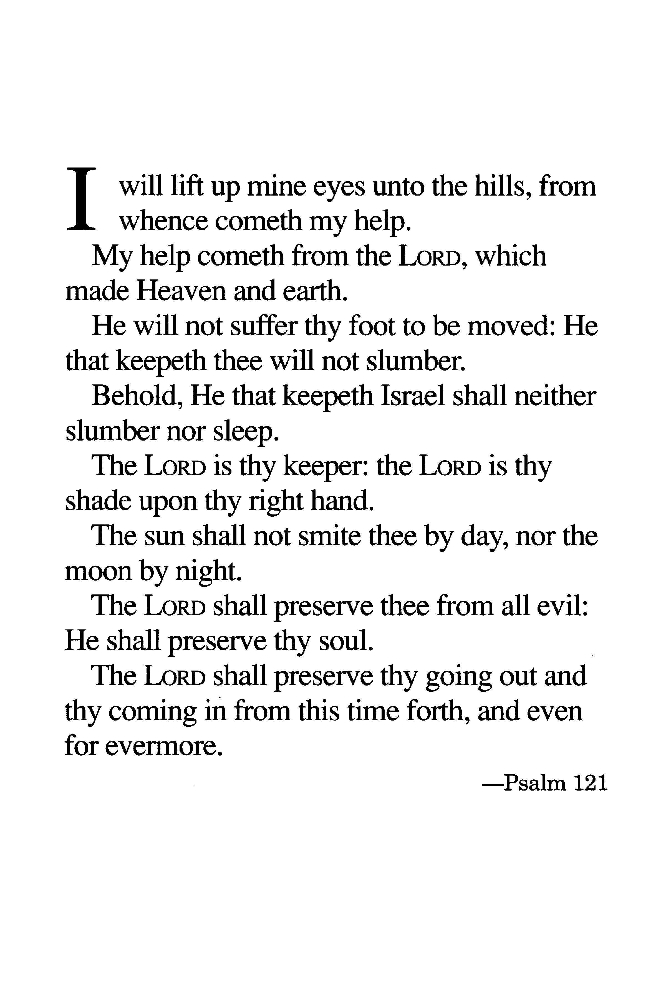 I will lift up mine eyes unto the hills, from
whence cometh my help.
My help cometh from the LORD, which
made Heaven and earth.
He will not suffer thy foot to be moved: He
that keepeth thee will not slumber.
Behold, He that keepeth Israel shall neither
slumber nor sleep.
The LORD is thy keeper: the LORD is thy
shade upon thy right hand.
The sun shall not smite thee by day, nor the
moon by night.
The LORD shall preserve thee from all evil:
He shall preserve thy soul.
The LORD shall preserve thy going out and
thy coming in from this time forth, and even
for evermore.
—Psalm 121